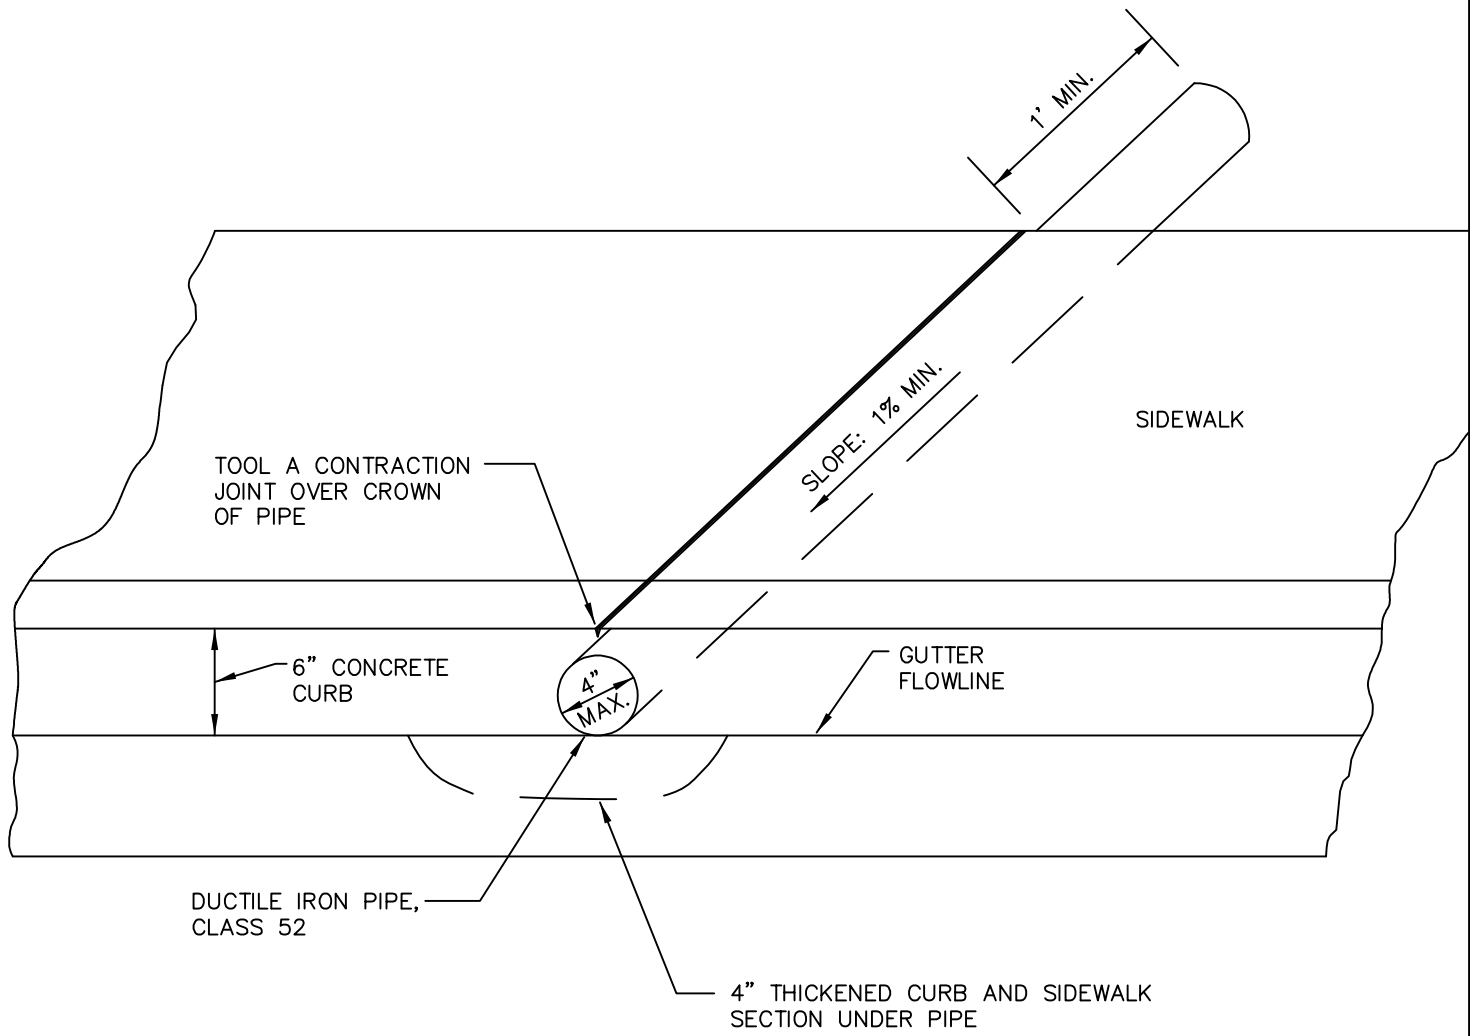 1' MIN.
SLOPE: 1% MIN.
SIDEWALK
TOOL A CONTRACTION
JOINT OVER CROWN
OF PIPE
6" CONCRETE
CURB
4"
MAX.
GUTTER
FLOWLINE
DUCTILE IRON PIPE,
CLASS 52
4" THICKENED CURB AND SIDEWALK
SECTION UNDER PIPE